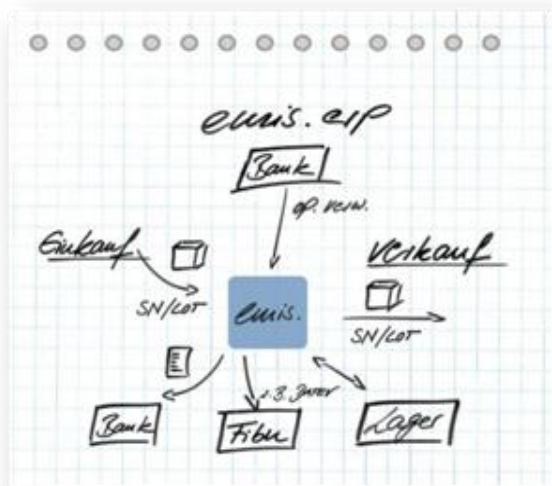 emis.erp
Bank
op. verw.
Einkauf
Verkauf
SN/LOT
emis.
SN/LOT
z.B. DATEV
Bank
Fibu
Lager